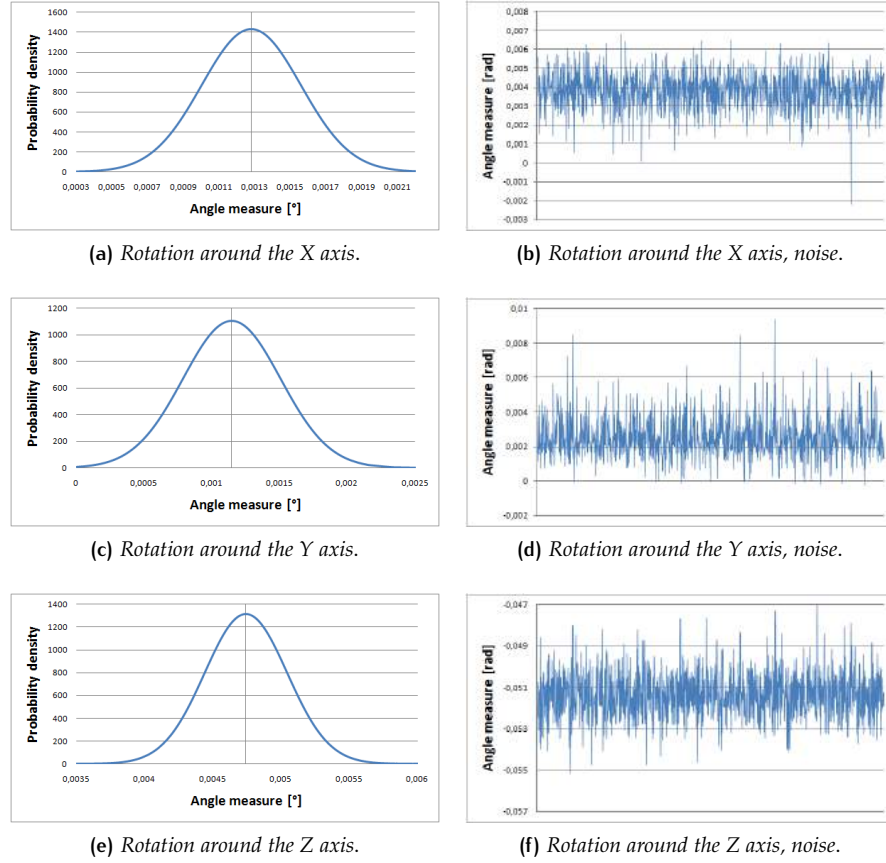 1600
1400
1200
1000
800
600
400
200
0
Probability density
0,0003 0,0005 0,0007 0,0009 0,0011 0,0013 0,0015 0,0017 0,0019 0,0021
Angle measure [°]
(a) Rotation around the X axis.
0,008
0,007
0,006
0,005
0,004
0,003
0,002
0,001
0
-0,001
-0,002
-0,003
Angle measure [rad]
(b) Rotation around the X axis, noise.
1200
1000
800
600
400
200
0
Probability density
0 0,0005 0,001 0,0015 0,002 0,0025
Angle measure [°]
(c) Rotation around the Y axis.
0,01
0,008
0,006
0,004
0,002
0
-0,002
Angle measure [rad]
(d) Rotation around the Y axis, noise.
1400
1200
1000
800
600
400
200
0
Probability density
0,0035 0,004 0,0045 0,005 0,0055 0,006
Angle measure [°]
(e) Rotation around the Z axis.
-0,047
-0,049
-0,051
-0,053
-0,055
-0,057
Angle measure [rad]
(f) Rotation around the Z axis, noise.